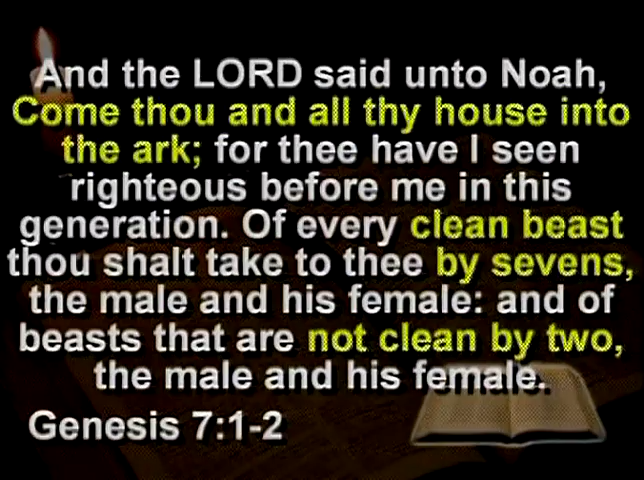 And the LORD said unto Noah,
Come thou and all thy house into
the ark; for thee have I seen
righteous before me in this
generation. Of every clean beast
thou shalt take to thee by sevens,
the male and his female: and of
beasts that are not clean by two,
the male and his female.
Genesis 7:1-2